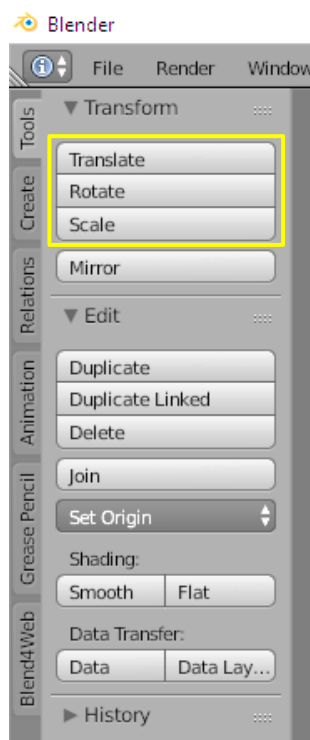 Blender
File Render Window
Tools
Create
Relations
Animation
Grease Pencil
Blend4Web
Transform
Translate
Rotate
Scale
Mirror
Edit
Duplicate
Duplicate Linked
Delete
Join
Set Origin
Shading:
Smooth Flat
Data Transfer:
Data Data Lay...
History